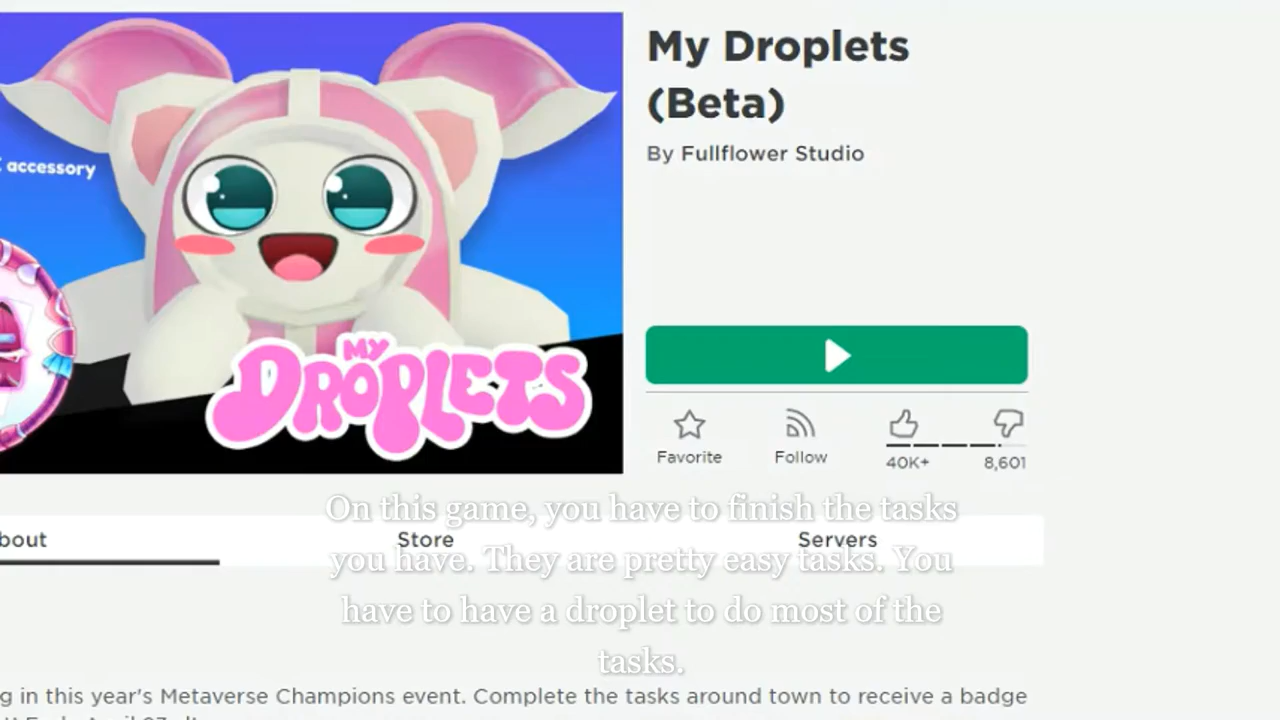 My Droplets
(Beta)
By Fullflower Studio
accessory
MY
DROPLETS
Favorite
Follow
40K+
8,601
bout
Store
Servers
On this game, you have to finish the tasks
you have. They are pretty easy tasks. You
have to have a droplet to do most of the
tasks.
g in this year's Metaverse Champions event. Complete the tasks around town to receive a badge